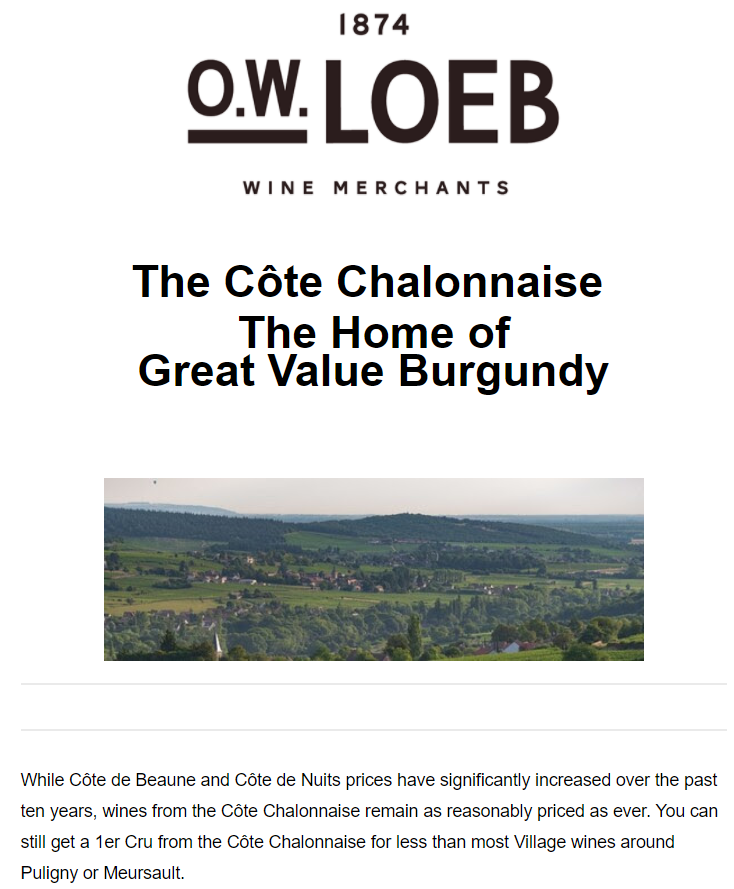 1874
O.W. LOEB
WINE MERCHANTS
The Côte Chalonnaise
The Home of
Great Value Burgundy
While Côte de Beaune and Côte de Nuits prices have significantly increased over the past
ten years, wines from the Côte Chalonnaise remain as reasonably priced as ever. You can
still get a 1er Cru from the Côte Chalonnaise for less than most Village wines around
Puligny or Meursault.